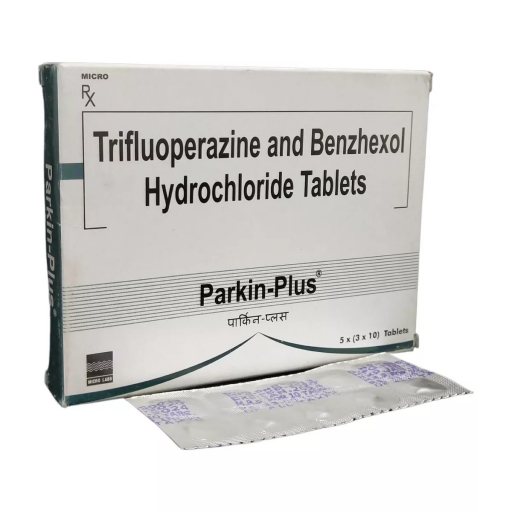 MICRO
Rx
Trifluoperazine and Benzhexol
Hydrochloride Tablets
Parkin-Plus®
पार्किन-प्लस
5 x (3 x 10) Tablets
MICRO LABS
Parkin-Plus®